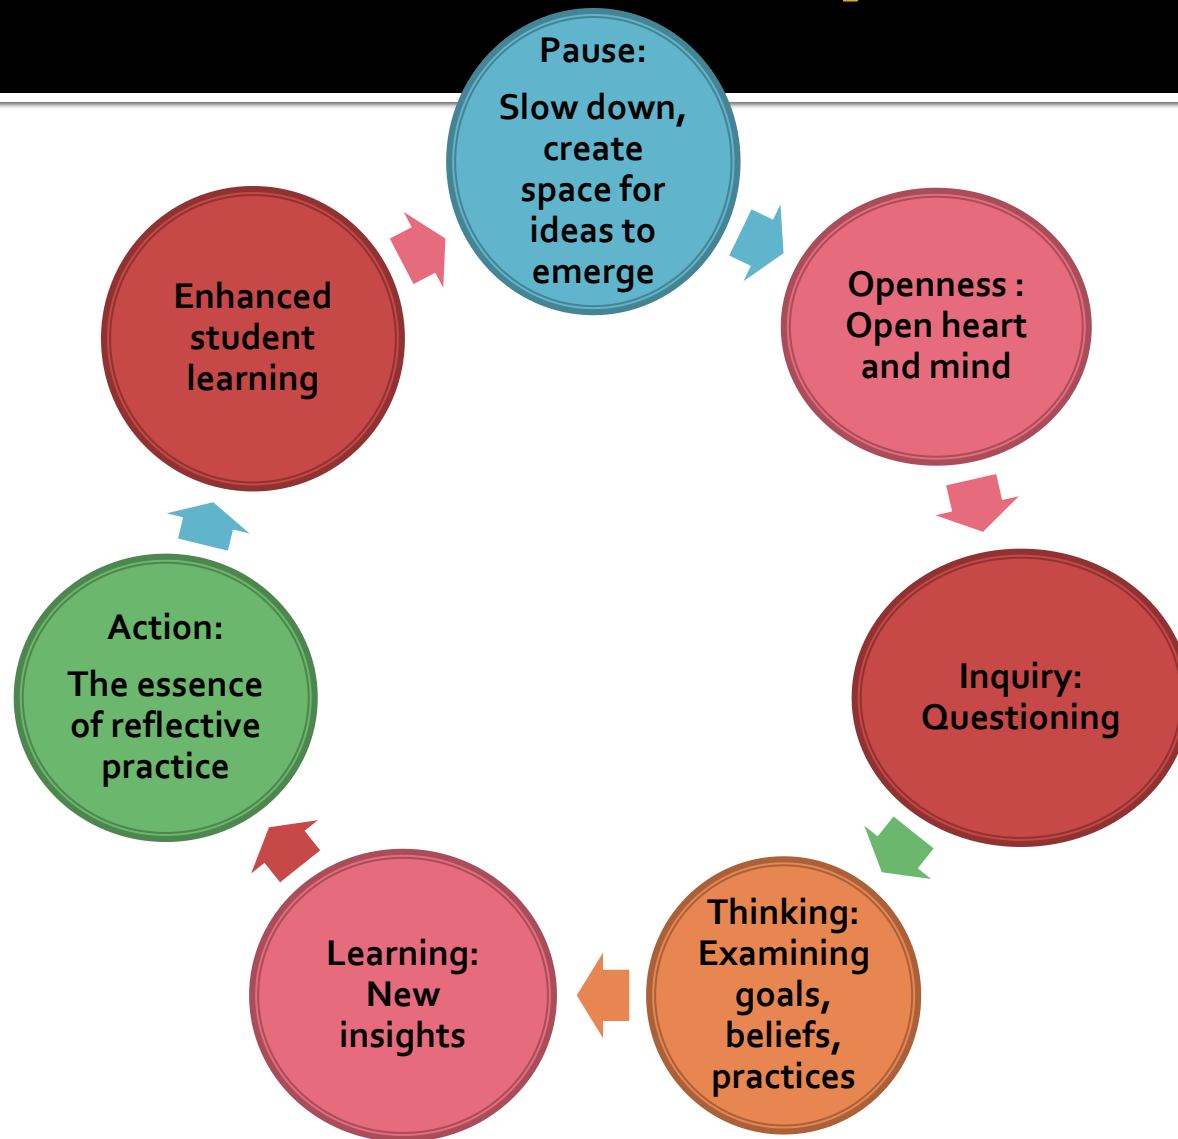 Pause:
Slow down,
create
space for
ideas to
emerge
Openness :
Open heart
and mind
Inquiry:
Questioning
Thinking:
Examining
goals,
beliefs,
practices
Learning:
New
insights
Action:
The essence
of reflective
practice
Enhanced
student
learning